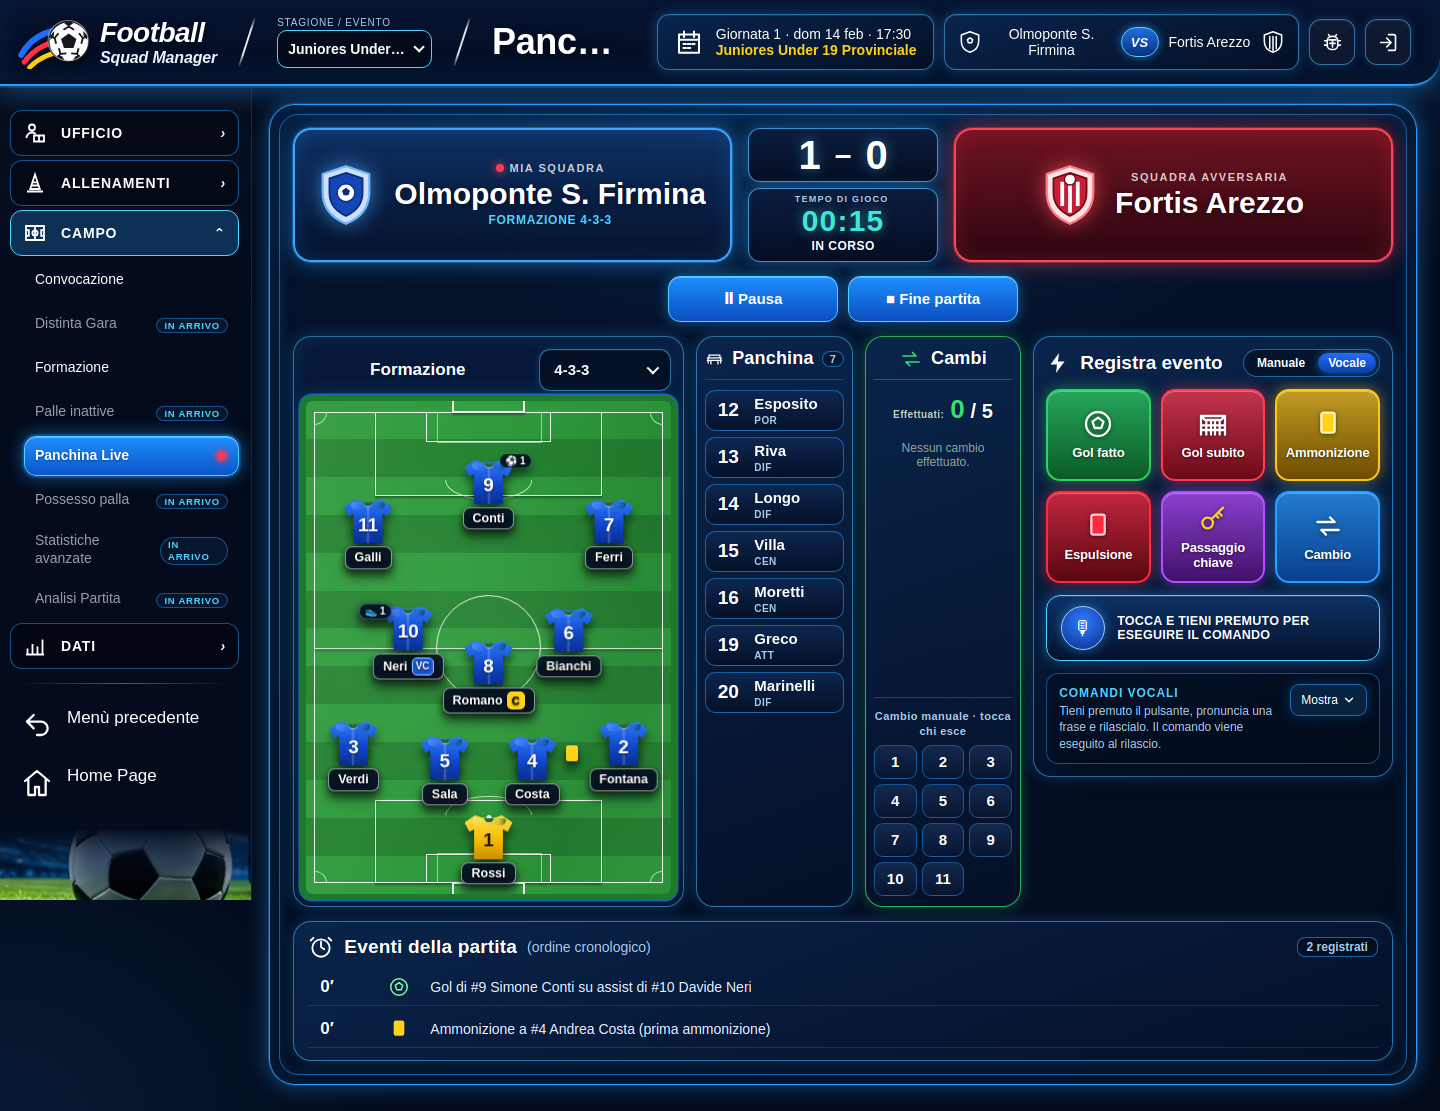 Football
Squad Manager
STAGIONE / EVENTO
Juniores Under…
Panc…
Giornata 1 · dom 14 feb · 17:30
Juniores Under 19 Provinciale
Olmoponte S. Firmina
VS
Fortis Arezzo
UFFICIO
ALLENAMENTI
CAMPO
Convocazione
Distinta Gara IN ARRIVO
Formazione
Palle inattive IN ARRIVO
Panchina Live
Possesso palla IN ARRIVO
Statistiche avanzate IN ARRIVO
Analisi Partita IN ARRIVO
DATI
Menù precedente
Home Page
MIA SQUADRA
Olmoponte S. Firmina
FORMAZIONE 4-3-3
1 – 0
TEMPO DI GIOCO
00:15
IN CORSO
SQUADRA AVVERSARIA
Fortis Arezzo
Pausa
Fine partita
Formazione
4-3-3
9
1
Conti
11
Galli
7
Ferri
1
10
Neri VC
6
Bianchi
8
Romano C
3
Verdi
5
Sala
4
Costa
2
Fontana
1
Rossi
Panchina 7
12 Esposito
POR
13 Riva
DIF
14 Longo
DIF
15 Villa
CEN
16 Moretti
CEN
19 Greco
ATT
20 Marinelli
DIF
Cambi
Effettuati: 0 / 5
Nessun cambio
effettuato.
Cambio manuale · tocca
chi esce
1 2 3
4 5 6
7 8 9
10 11
Registra evento
Manuale Vocale
Gol fatto
Gol subito
Ammonizione
Espulsione
Passaggio chiave
Cambio
TOCCA E TIENI PREMUTO PER
ESEGUIRE IL COMANDO
COMANDI VOCALI
Tieni premuto il pulsante, pronuncia una
frase e rilascialo. Il comando viene
eseguito al rilascio.
Mostra
Eventi della partita (ordine cronologico)
2 registrati
0′ Gol di #9 Simone Conti su assist di #10 Davide Neri
0′ Ammonizione a #4 Andrea Costa (prima ammonizione)